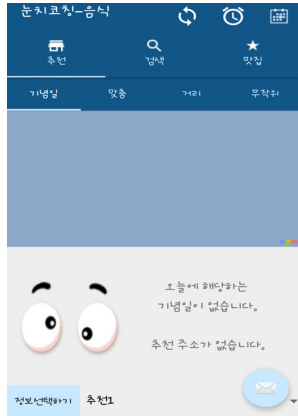 눈치코칭-음식
추천 검색 맛집
기념일 맞춤 거리 무작위
오늘에 해당하는
기념일이 없습니다.
추천 주소가 없습니다.
정보선택하기 추천1